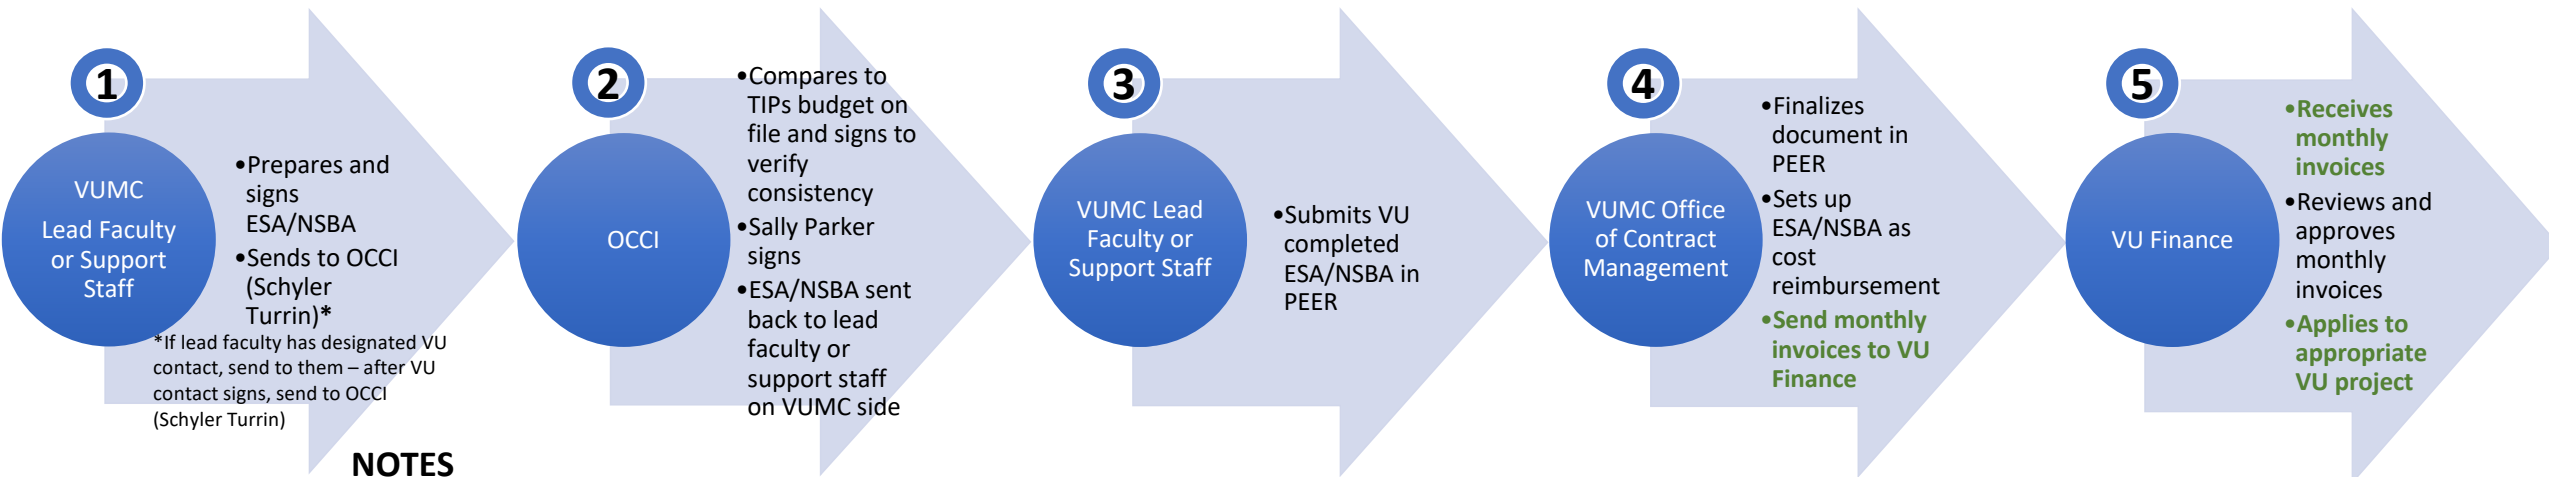 1
VUMC
Lead Faculty
or Support
Staff
•Prepares and
signs
ESA/NSBA
•Sends to OCCI
(Schyler
Turrin)*
*If lead faculty has designated VU
contact, send to them – after VU
contact signs, send to OCCI
(Schyler Turrin)
2
OCCI
•Compares to
TIPs budget on
file and signs to
verify
consistency
•Sally Parker
signs
•ESA/NSBA sent
back to lead
faculty or
support staff
on VUMC side
3
VUMC Lead
Faculty or
Support Staff
•Submits VU
completed
ESA/NSBA in
PEER
4
VUMC Office
of Contract
Management
•Finalizes
document in
PEER
•Sets up
ESA/NSBA as
cost
reimbursement
•Send monthly
invoices to VU
Finance
5
VU Finance
•Receives
monthly
invoices
•Reviews and
approves
monthly
invoices
•Applies to
appropriate
VU project
NOTES